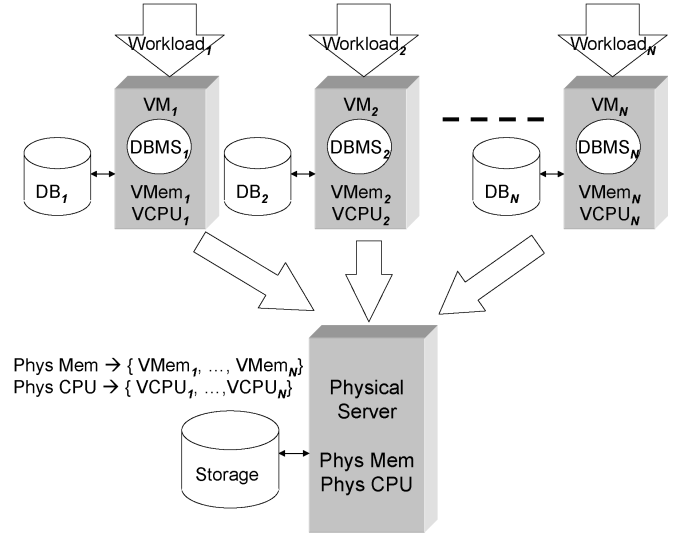 Workload1 Workload2 WorkloadN
VM1 VM2 VMN
DBMS1 DBMS2 DBMSN
DB1 VMem1 DB2 VMem2 DBN VMemN
VCPU1 VCPU2 VCPUN
Phys Mem → { VMem1, …, VMemN}
Phys CPU → { VCPU1, …,VCPUN}
Physical
Server
Storage
Phys Mem
Phys CPU